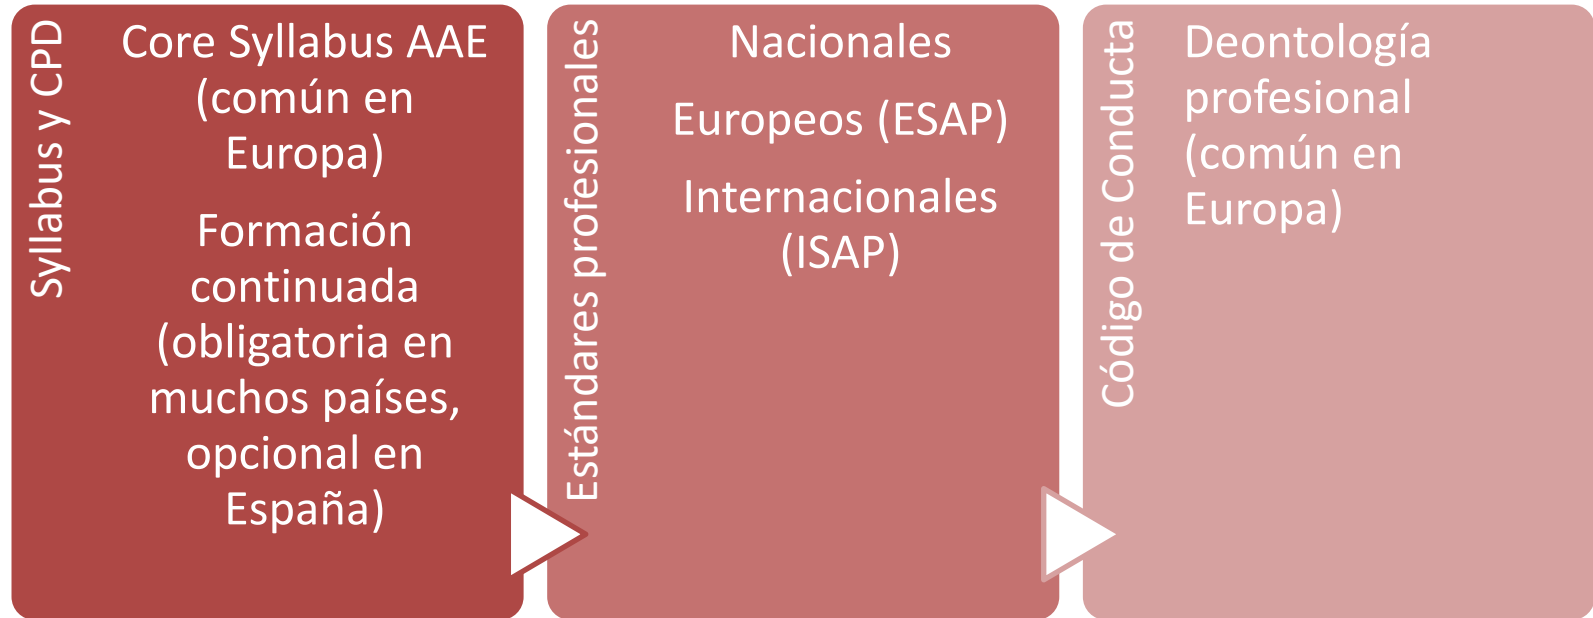 Syllabus y CPD
Core Syllabus AAE
(común en
Europa)
Formación
continuada
(obligatoria en
muchos países,
opcional en
España)
Estándares profesionales
Nacionales
Europeos (ESAP)
Internacionales
(ISAP)
Código de Conducta
Deontología
profesional
(común en
Europa)